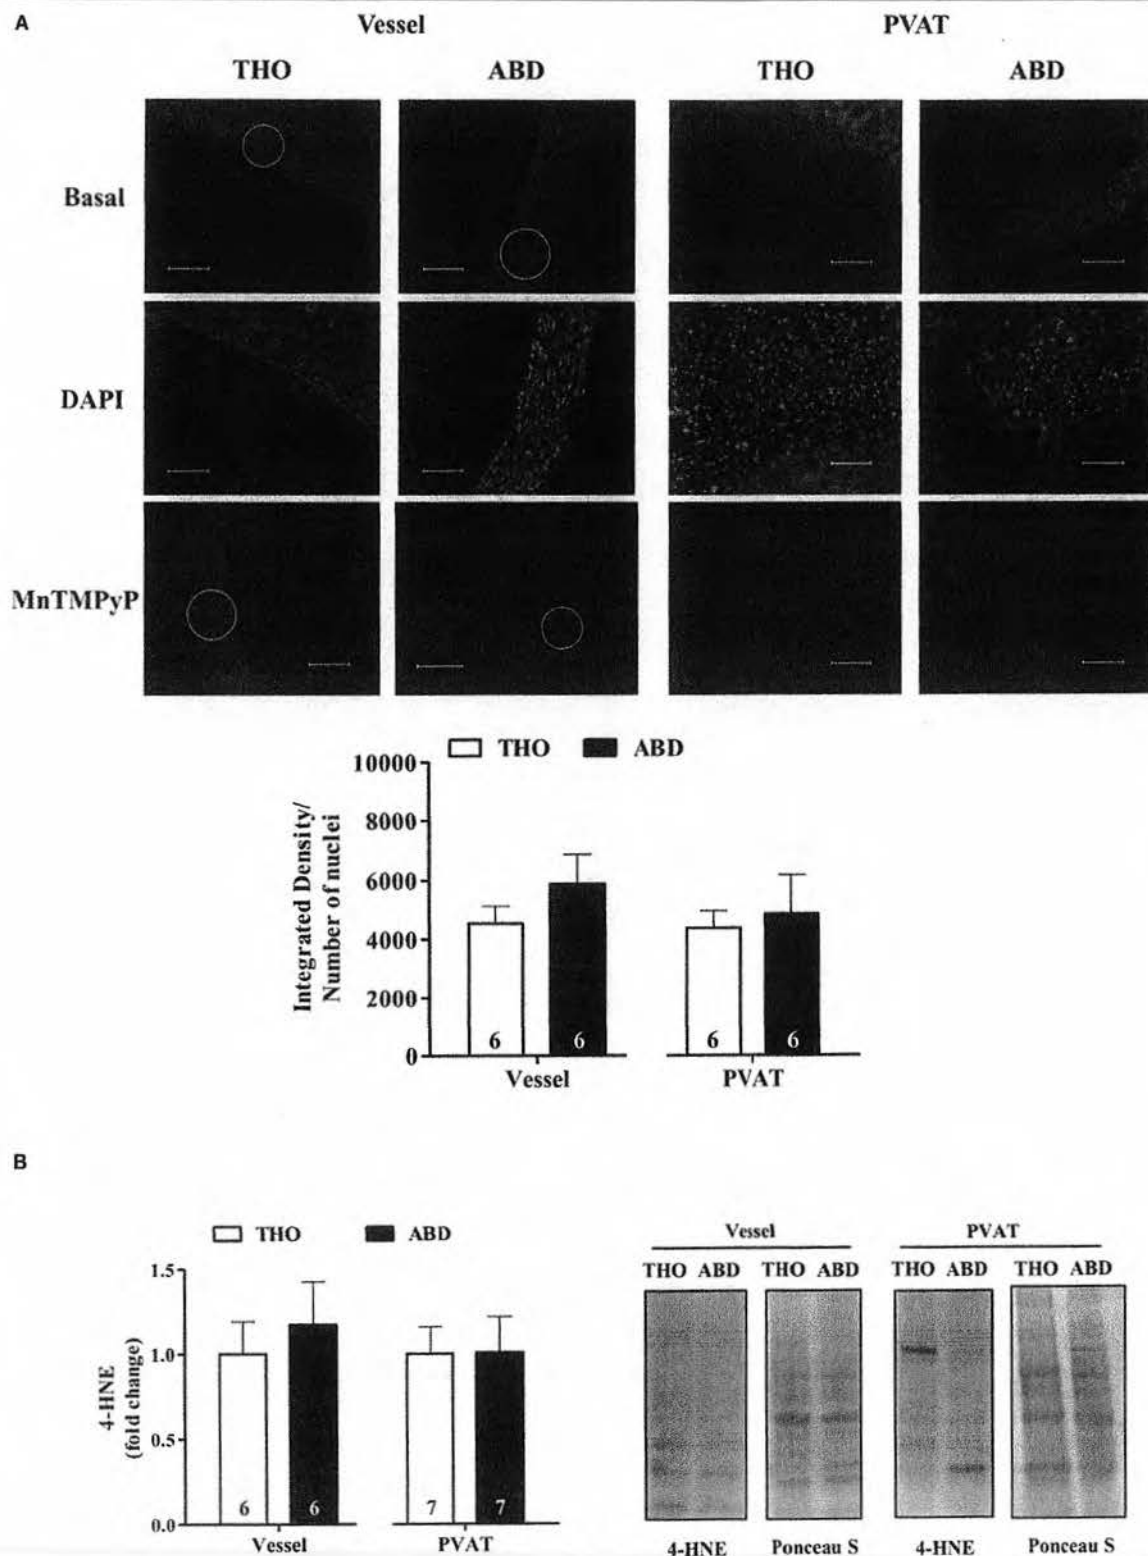 A
Vessel PVAT
THO ABD THO ABD
Basal
DAPI
MnTMPyP
THO ABD
Integrated Density/
Number of nuclei
10000
8000
6000
4000
2000
0
6 6 6 6
Vessel PVAT
B
THO ABD
4-HNE
(fold change)
1.5
1.0
0.5
0.0
6 6 7 7
Vessel PVAT
Vessel PVAT
THO ABD THO ABD THO ABD THO ABD
4-HNE Ponceau S 4-HNE Ponceau S